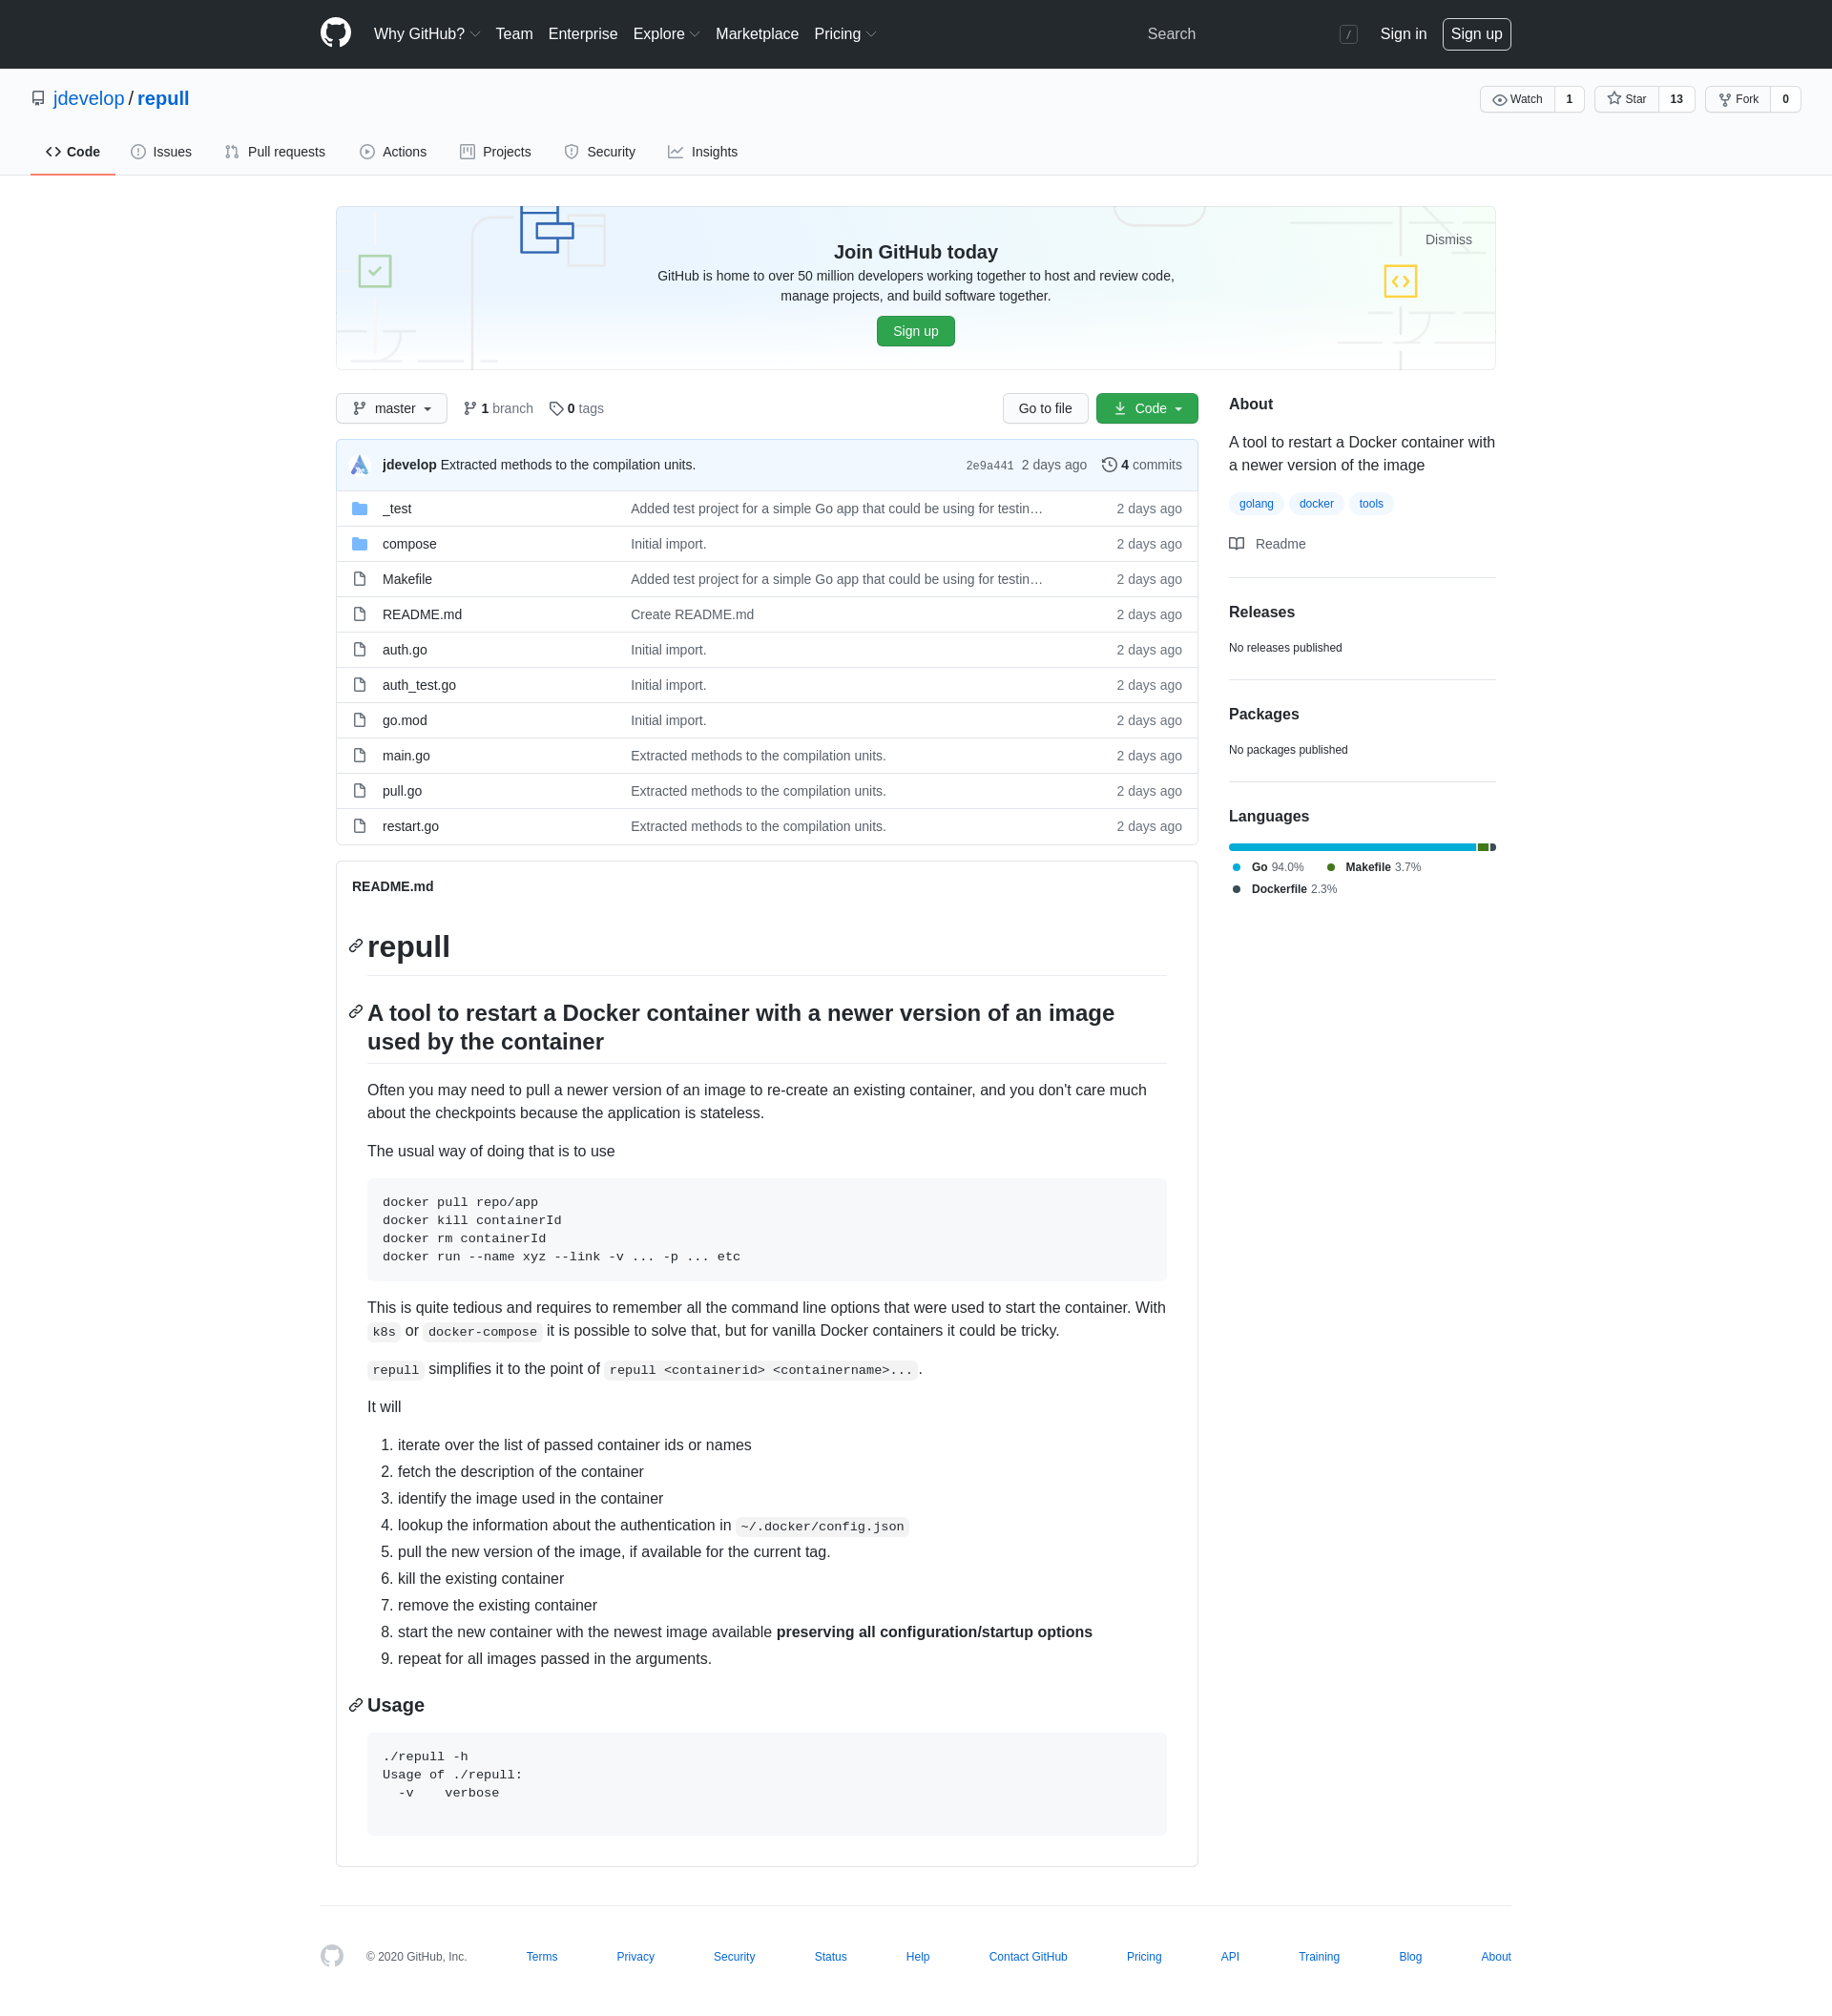 Why GitHub? Team Enterprise Explore Marketplace Pricing Search / Sign in Sign up
jdevelop / repull Watch 1 Star 13 Fork 0
Code Issues Pull requests Actions Projects Security Insights
Dismiss
Join GitHub today
GitHub is home to over 50 million developers working together to host and review code,
manage projects, and build software together.
Sign up
master 1 branch 0 tags Go to file Code
jdevelop Extracted methods to the compilation units. 2e9a441 2 days ago 4 commits
_test Added test project for a simple Go app that could be using for testin… 2 days ago
compose Initial import. 2 days ago
Makefile Added test project for a simple Go app that could be using for testin… 2 days ago
README.md Create README.md 2 days ago
auth.go Initial import. 2 days ago
auth_test.go Initial import. 2 days ago
go.mod Initial import. 2 days ago
main.go Extracted methods to the compilation units. 2 days ago
pull.go Extracted methods to the compilation units. 2 days ago
restart.go Extracted methods to the compilation units. 2 days ago
README.md
repull
A tool to restart a Docker container with a newer version of an image
used by the container
Often you may need to pull a newer version of an image to re-create an existing container, and you don't care much
about the checkpoints because the application is stateless.
The usual way of doing that is to use
docker pull repo/app
docker kill containerId
docker rm containerId
docker run --name xyz --link -v ... -p ... etc
This is quite tedious and requires to remember all the command line options that were used to start the container. With
k8s or docker-compose it is possible to solve that, but for vanilla Docker containers it could be tricky.
repull simplifies it to the point of repull <containerid> <containername>... .
It will
1. iterate over the list of passed container ids or names
2. fetch the description of the container
3. identify the image used in the container
4. lookup the information about the authentication in ~/.docker/config.json
5. pull the new version of the image, if available for the current tag.
6. kill the existing container
7. remove the existing container
8. start the new container with the newest image available preserving all configuration/startup options
9. repeat for all images passed in the arguments.
Usage
./repull -h
Usage of ./repull:
  -v    verbose
About
A tool to restart a Docker container with
a newer version of the image
golang docker tools
Readme
Releases
No releases published
Packages
No packages published
Languages
Go 94.0% Makefile 3.7%
Dockerfile 2.3%
© 2020 GitHub, Inc. Terms Privacy Security Status Help Contact GitHub Pricing API Training Blog About